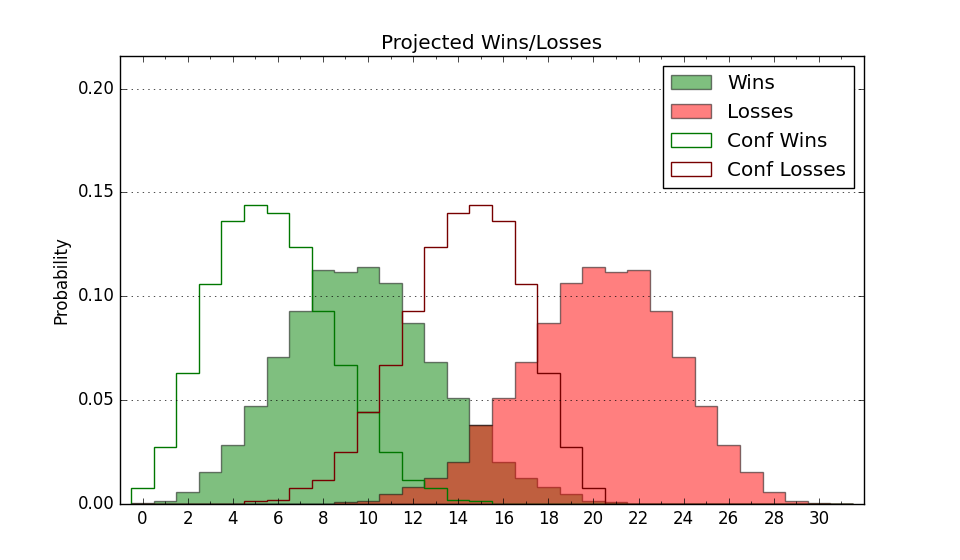 Projected Wins/Losses
Wins
Losses
Conf Wins
Conf Losses
Probability
0.20
0.15
0.10
0.05
0.00
0 2 4 6 8 10 12 14 16 18 20 22 24 26 28 30